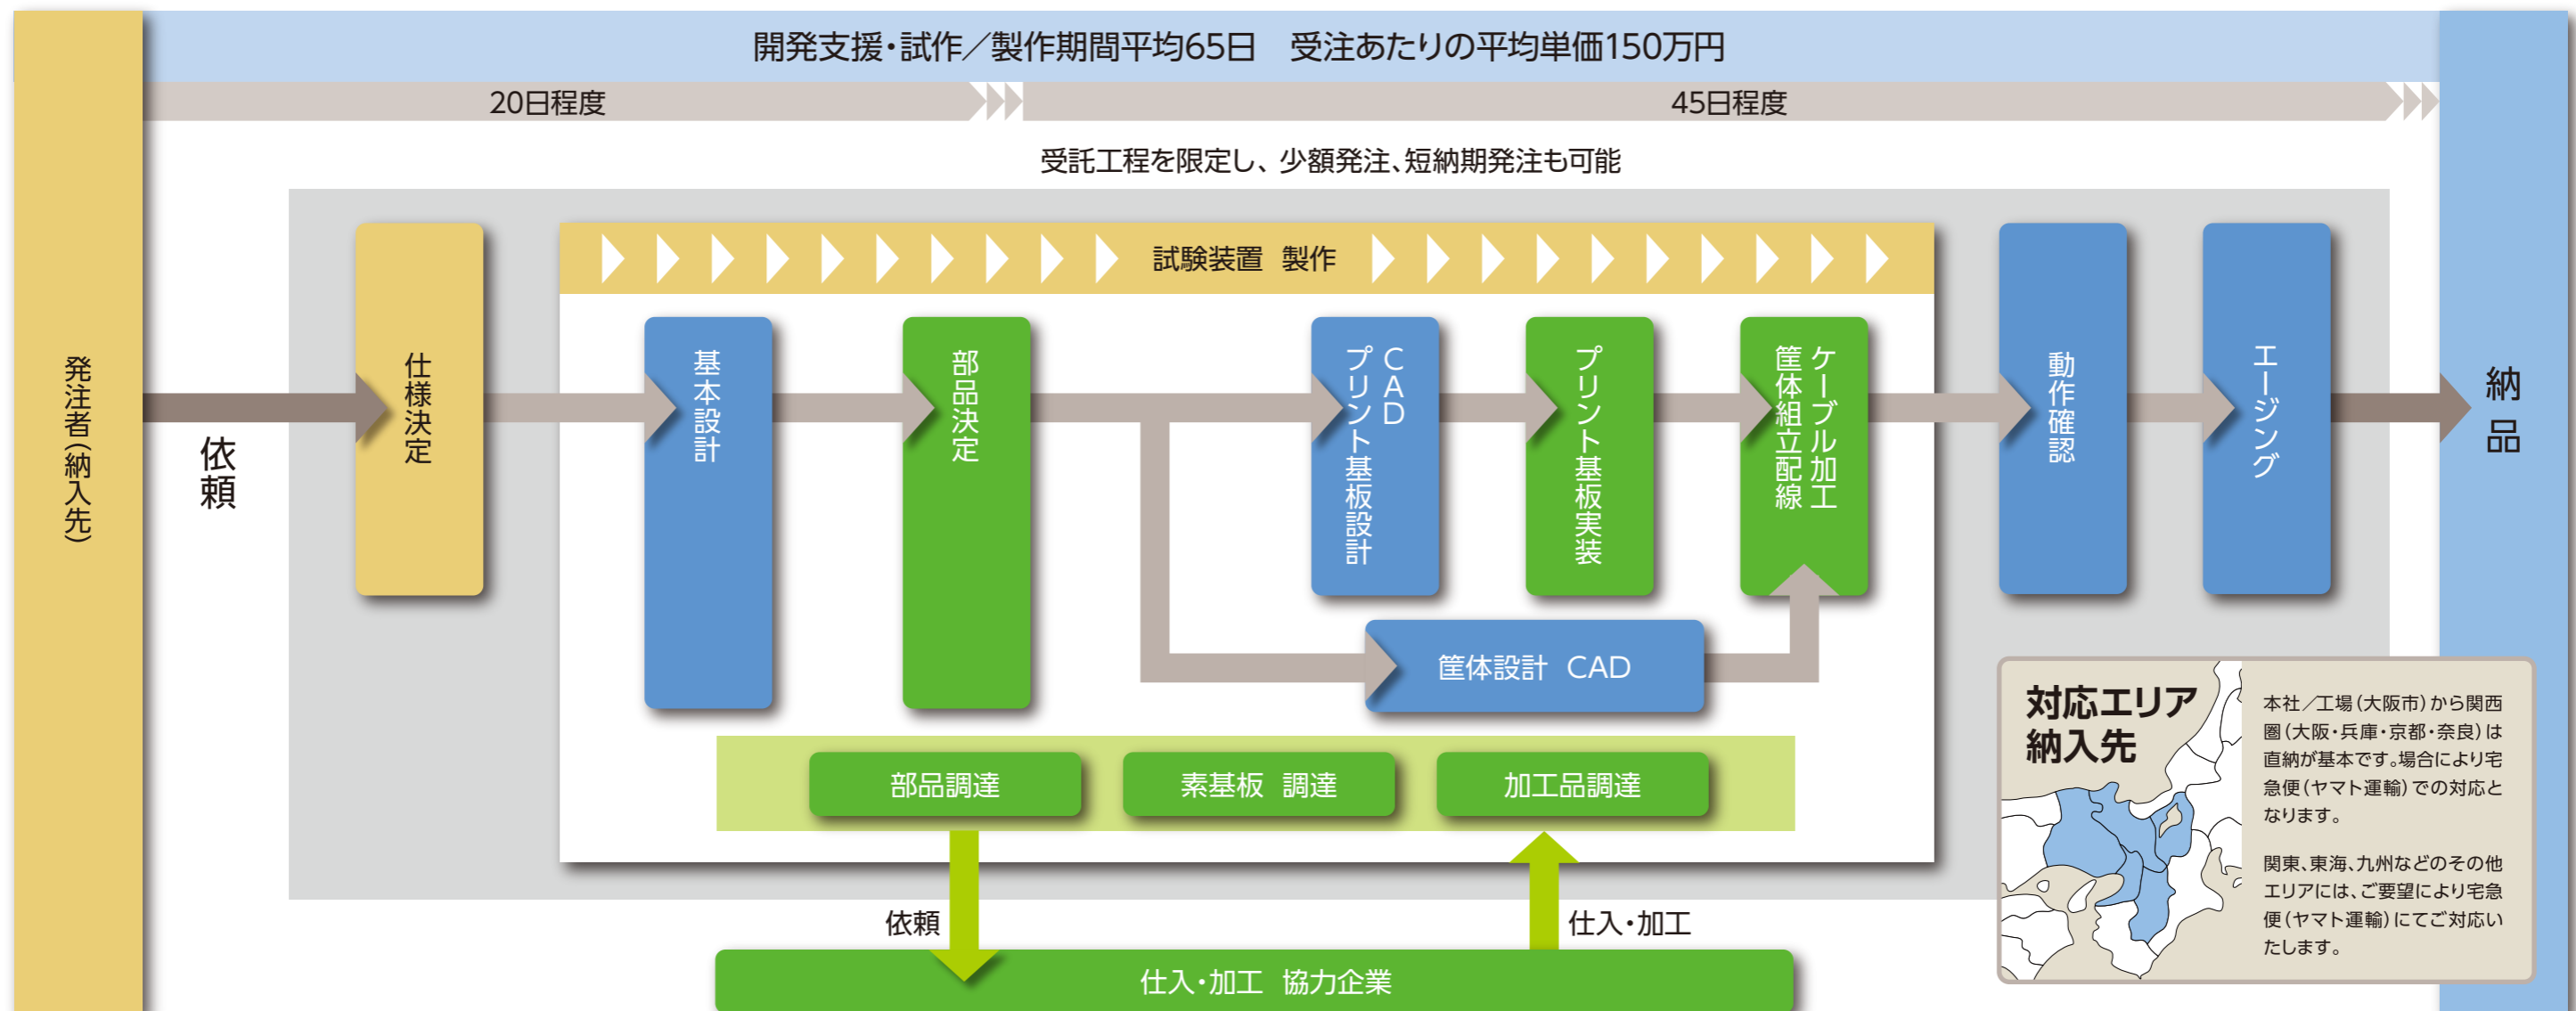 開発支援・試作／製作期間平均65日　受注あたりの平均単価150万円
20日程度
45日程度
受託工程を限定し、少額発注、短納期発注も可能
発注者（納入先）
依頼
仕様決定
試験装置 製作
基本設計
部品決定
CAD
プリント基板設計
プリント基板実装
ケーブル加工
筐体組立配線
動作確認
エージング
納品
筐体設計 CAD
部品調達
素基板 調達
加工品調達
依頼
仕入・加工
仕入・加工 協力企業
対応エリア
納入先
本社／工場（大阪市）から関西
圏（大阪・兵庫・京都・奈良）は
直納が基本です。場合により宅
急便（ヤマト運輸）での対応と
なります。
関東、東海、九州などのその他
エリアには、ご要望により宅急
便（ヤマト運輸）にてご対応い
たします。